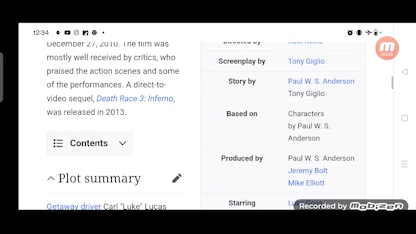 12:34
December 27, 2010. The film was
mostly well received by critics, who
praised the action scenes and some
of the performances. A direct-to-
video sequel, Death Race 3: Inferno,
was released in 2013.
Contents
Plot summary
Getaway driver Carl "Luke" Lucas
Directed by
Screenplay by Tony Giglio
Story by Paul W. S. Anderson
Tony Giglio
Based on Characters
by Paul W. S.
Anderson
Produced by Paul W. S. Anderson
Jeremy Bolt
Mike Elliott
Starring
Recorded by Mobizen
mobizen